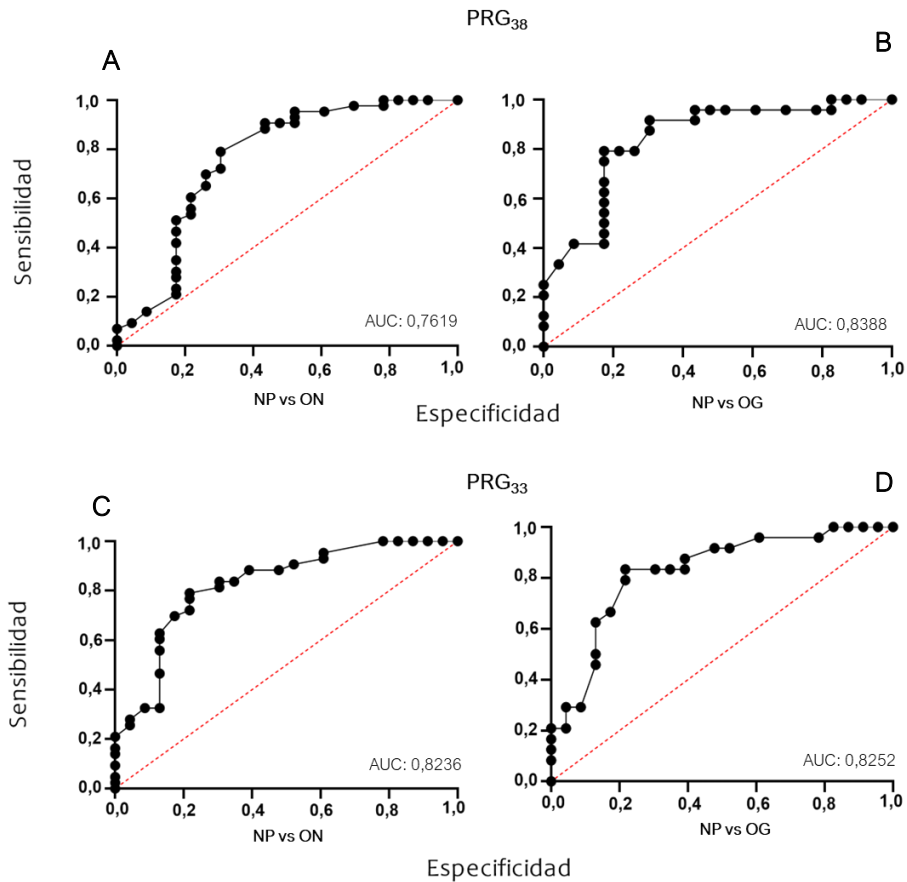 PRG38
A
B
1,0
0,8
0,6
0,4
0,2
0,0
0,0 0,2 0,4 0,6 0,8 1,0
Sensibilidad
AUC: 0,7619
NP vs ON
1,0
0,8
0,6
0,4
0,2
0,0
0,0 0,2 0,4 0,6 0,8 1,0
AUC: 0,8388
NP vs OG
Especificidad
PRG33
C
D
1,0
0,8
0,6
0,4
0,2
0,0
0,0 0,2 0,4 0,6 0,8 1,0
Sensibilidad
AUC: 0,8236
NP vs ON
1,0
0,8
0,6
0,4
0,2
0,0
0,0 0,2 0,4 0,6 0,8 1,0
AUC: 0,8252
NP vs OG
Especificidad